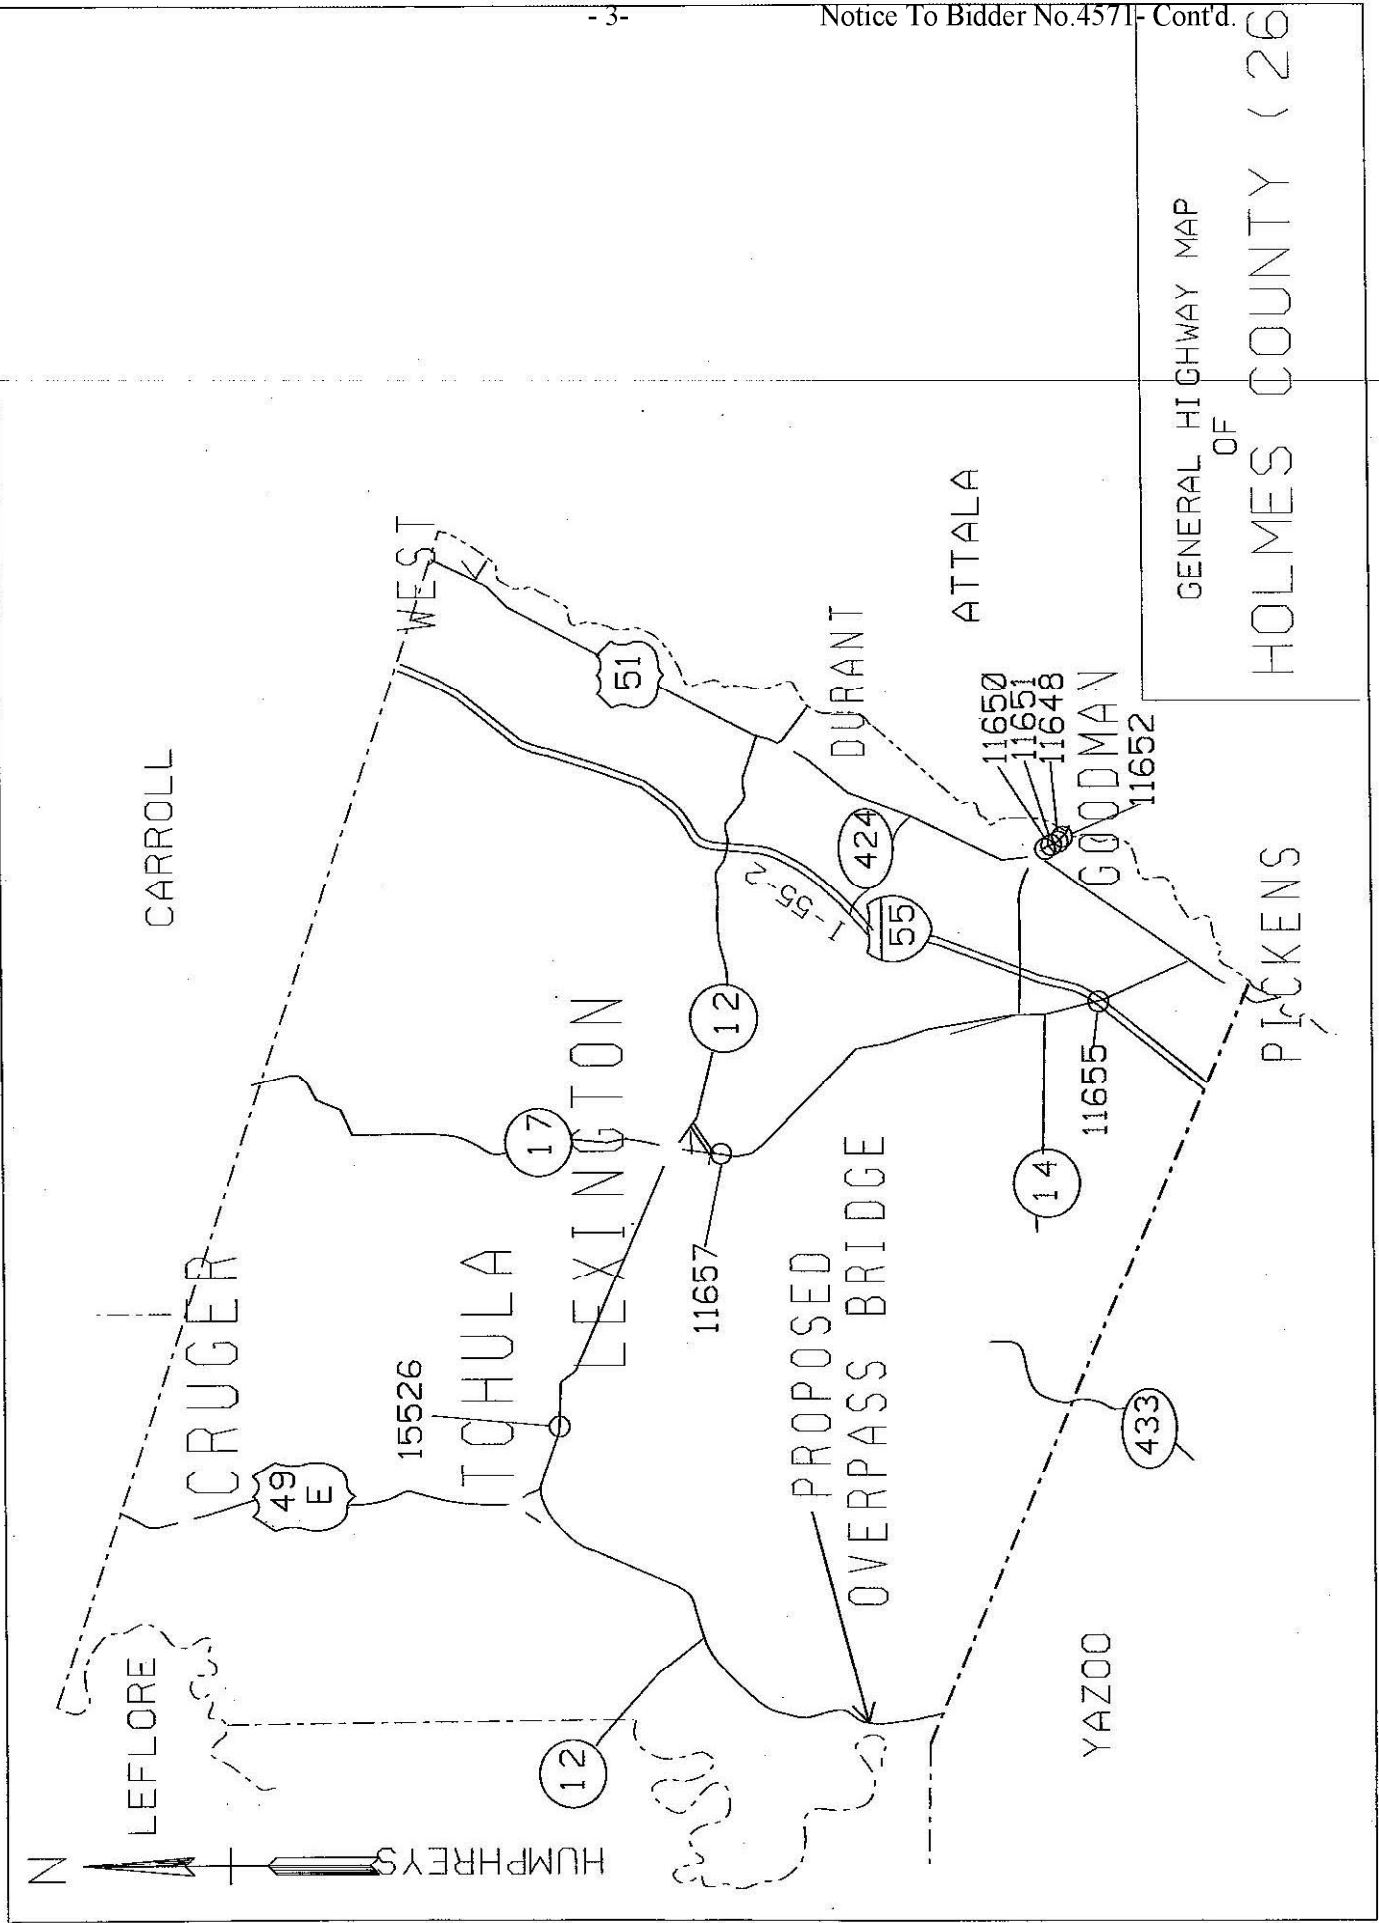 - 3-
Notice To Bidder No.4571- Cont'd.
N
LEFLORE
CARROLL
HUMPHREYS
CRUGER
49
E
15526
TCHULA
17
LEXINGTON
WEST
51
12
12
11657
I-55-2
55
424
DURANT
ATTALA
PROPOSED
OVERPASS BRIDGE
14
11655
11650
11651
11648
GOODMAN
11652
433
YAZOO
PICKENS
GENERAL HIGHWAY MAP
OF
HOLMES COUNTY (26